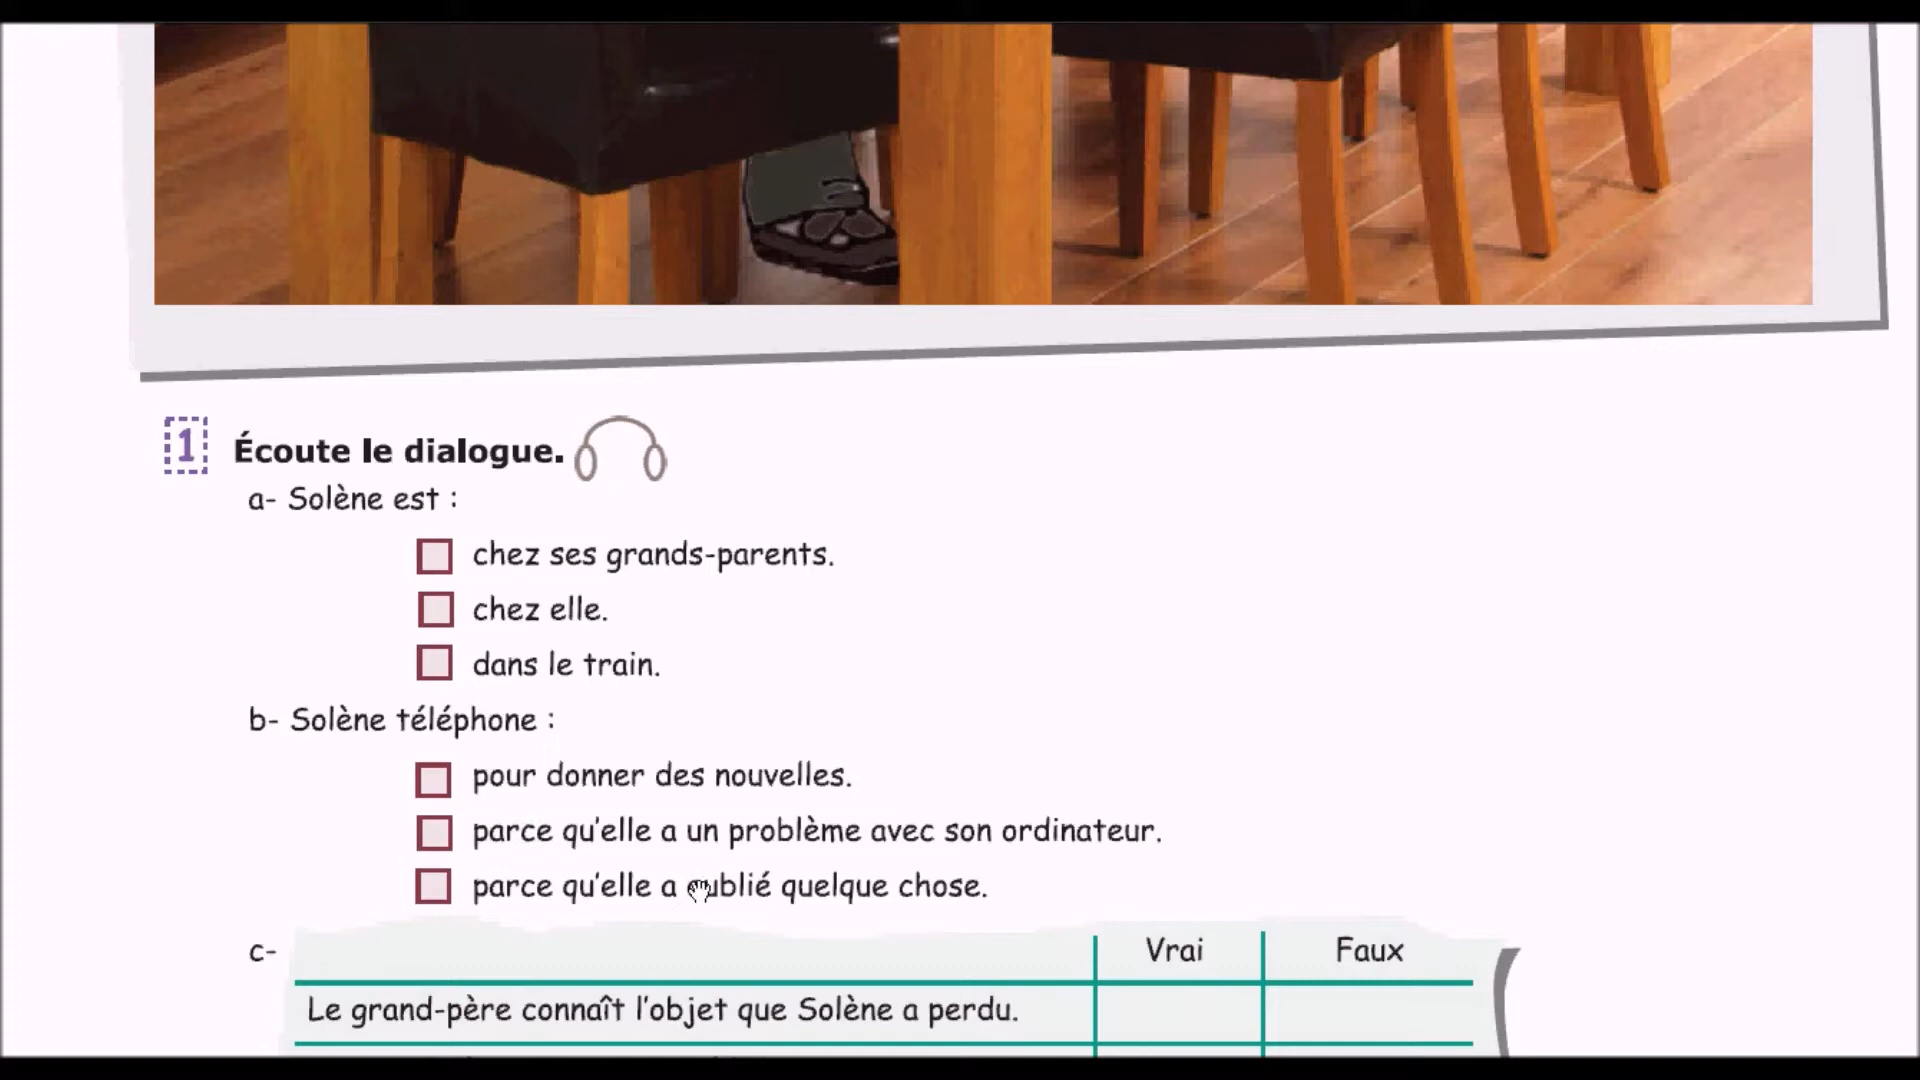 1 Écoute le dialogue.
a- Solène est :
chez ses grands-parents.
chez elle.
dans le train.
b- Solène téléphone :
pour donner des nouvelles.
parce qu'elle a un problème avec son ordinateur.
parce qu'elle a oublié quelque chose.
c- Vrai Faux
Le grand-père connaît l'objet que Solène a perdu.